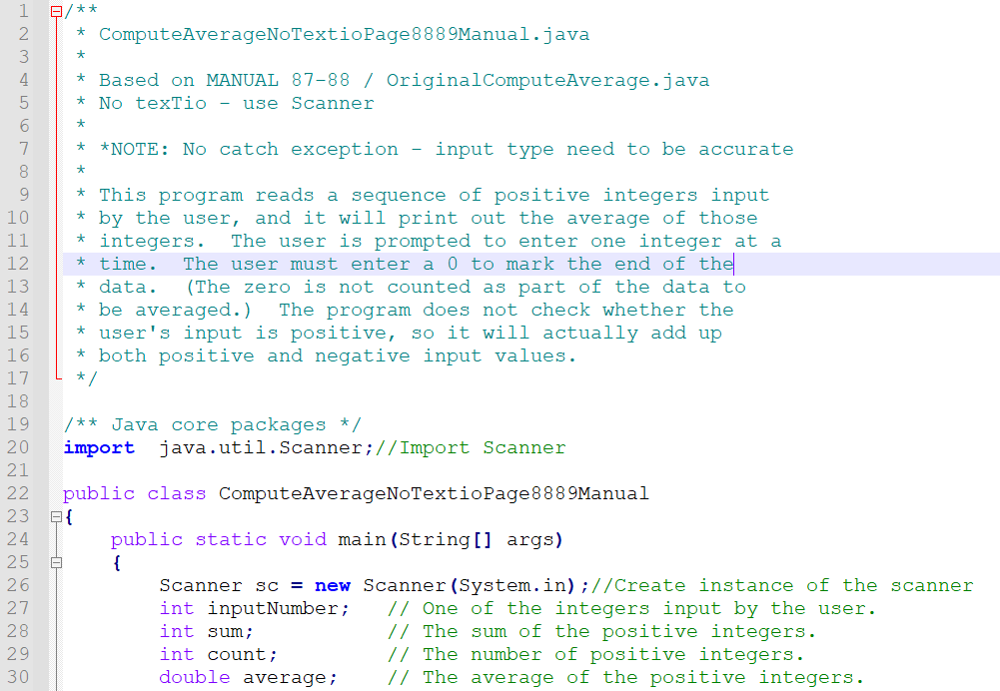 1 /**
2 * ComputeAverageNoTextioPage8889Manual.java
3 *
4 * Based on MANUAL 87-88 / OriginalComputeAverage.java
5 * No texTio - use Scanner
6 *
7 * *NOTE: No catch exception - input type need to be accurate
8 *
9 * This program reads a sequence of positive integers input
10 * by the user, and it will print out the average of those
11 * integers.  The user is prompted to enter one integer at a
12 * time.  The user must enter a 0 to mark the end of the
13 * data.  (The zero is not counted as part of the data to
14 * be averaged.)  The program does not check whether the
15 * user's input is positive, so it will actually add up
16 * both positive and negative input values.
17 */
18
19 /** Java core packages */
20 import  java.util.Scanner;//Import Scanner
21
22 public class ComputeAverageNoTextioPage8889Manual
23 {
24     public static void main(String[] args)
25     {
26         Scanner sc = new Scanner(System.in);//Create instance of the scanner
27         int inputNumber;   // One of the integers input by the user.
28         int sum;           // The sum of the positive integers.
29         int count;         // The number of positive integers.
30         double average;    // The average of the positive integers.